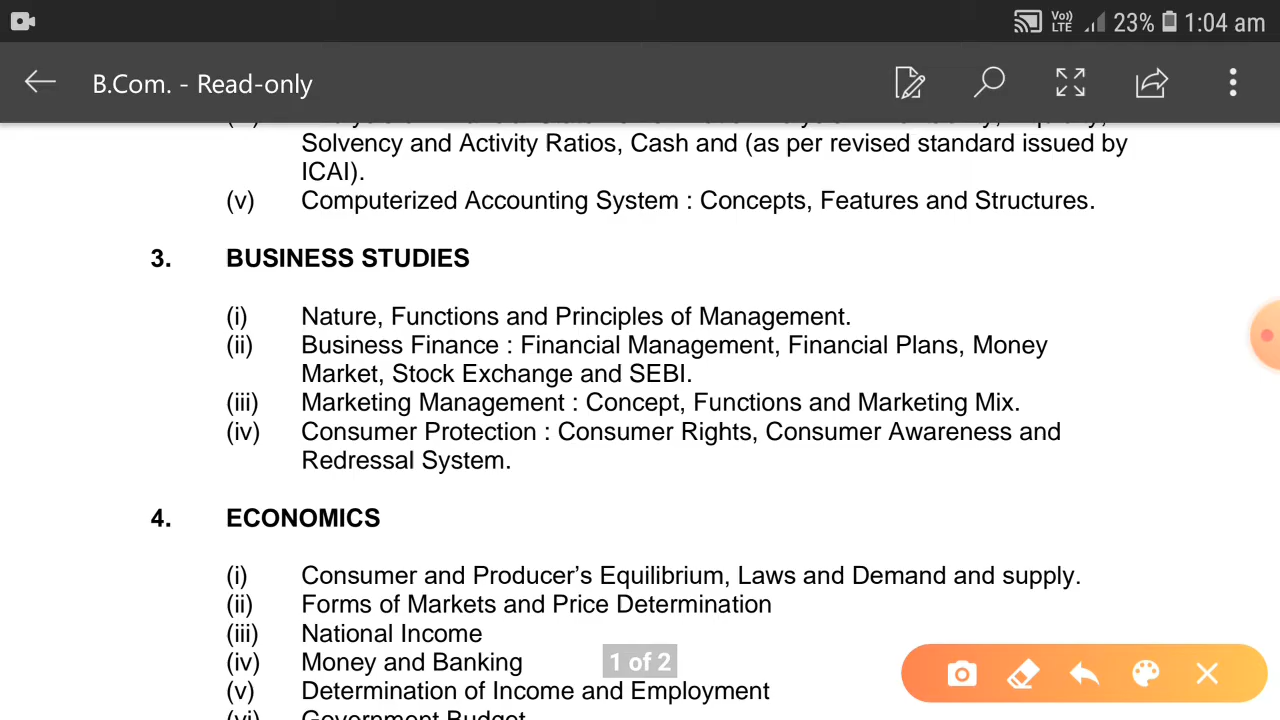 Vo) LTE 23% 1:04 am
B.Com. - Read-only
Solvency and Activity Ratios, Cash and (as per revised standard issued by
ICAI).
(v) Computerized Accounting System : Concepts, Features and Structures.
3. BUSINESS STUDIES
(i) Nature, Functions and Principles of Management.
(ii) Business Finance : Financial Management, Financial Plans, Money
Market, Stock Exchange and SEBI.
(iii) Marketing Management : Concept, Functions and Marketing Mix.
(iv) Consumer Protection : Consumer Rights, Consumer Awareness and
Redressal System.
4. ECONOMICS
(i) Consumer and Producer’s Equilibrium, Laws and Demand and supply.
(ii) Forms of Markets and Price Determination
(iii) National Income
(iv) Money and Banking
1 of 2
(v) Determination of Income and Employment
(vi) Government Budget